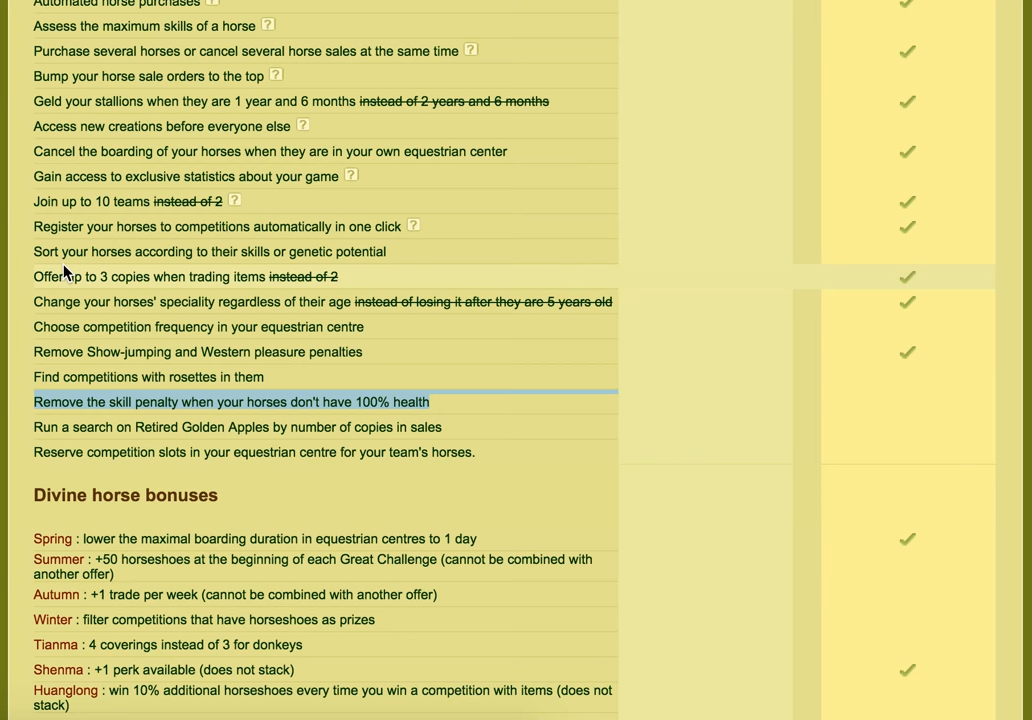 Automated horse purchases ?
Assess the maximum skills of a horse ?
Purchase several horses or cancel several horse sales at the same time ?
Bump your horse sale orders to the top ?
Geld your stallions when they are 1 year and 6 months instead of 2 years and 6 months
Access new creations before everyone else ?
Cancel the boarding of your horses when they are in your own equestrian center
Gain access to exclusive statistics about your game ?
Join up to 10 teams instead of 2 ?
Register your horses to competitions automatically in one click ?
Sort your horses according to their skills or genetic potential
Offer up to 3 copies when trading items instead of 2
Change your horses' speciality regardless of their age instead of losing it after they are 5 years old
Choose competition frequency in your equestrian centre
Remove Show-jumping and Western pleasure penalties
Find competitions with rosettes in them
Remove the skill penalty when your horses don't have 100% health
Run a search on Retired Golden Apples by number of copies in sales
Reserve competition slots in your equestrian centre for your team's horses.
Divine horse bonuses
Spring : lower the maximal boarding duration in equestrian centres to 1 day
Summer : +50 horseshoes at the beginning of each Great Challenge (cannot be combined with
another offer)
Autumn : +1 trade per week (cannot be combined with another offer)
Winter : filter competitions that have horseshoes as prizes
Tianma : 4 coverings instead of 3 for donkeys
Shenma : +1 perk available (does not stack)
Huanglong : win 10% additional horseshoes every time you win a competition with items (does not
stack)